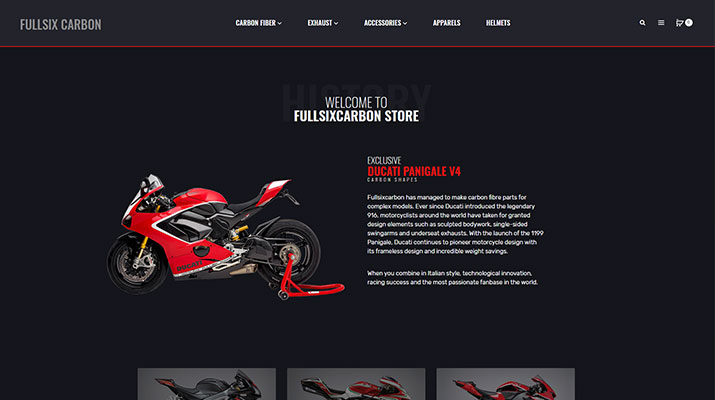 FULLSIX CARBON
CARBON FIBER
EXHAUST
ACCESSORIES
APPARELS
HELMETS
0
HISTORY
WELCOME TO
FULLSIXCARBON STORE
EXCLUSIVE
DUCATI PANIGALE V4
CARBON SHAPES
Fullsixcarbon has managed to make carbon fibre parts for
complex models. Ever since Ducati introduced the legendary
916, motorcyclists around the world have taken for granted
design elements such as sculpted bodywork, single-sided
swingarms and underseat exhausts. With the launch of the 1199
Panigale, Ducati continues to pioneer motorcycle design with
its frameless design and incredible weight savings.
When you combine in Italian style, technological innovation,
racing success and the most passionate fanbase in the world.